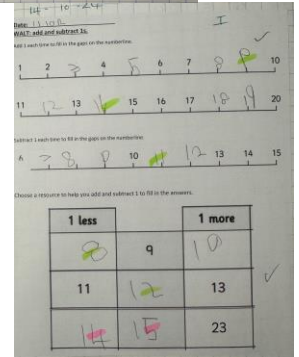 14 - 10 - 24
I
Date:
WALT: add and subtract 1s.
Add 1 each time to fill in the gaps on the numberline.
1 2 3 4 5 6 7 8 9 10
11 12 13 14 15 16 17 18 19 20
Subtract 1 each time to fill in the gaps on the numberline.
6 7 8 9 10 11 12 13 14 15
Choose a resource to help you add and subtract 1 to fill in the answers.
1 less 1 more
8 9 10
11 12 13
14 15 23